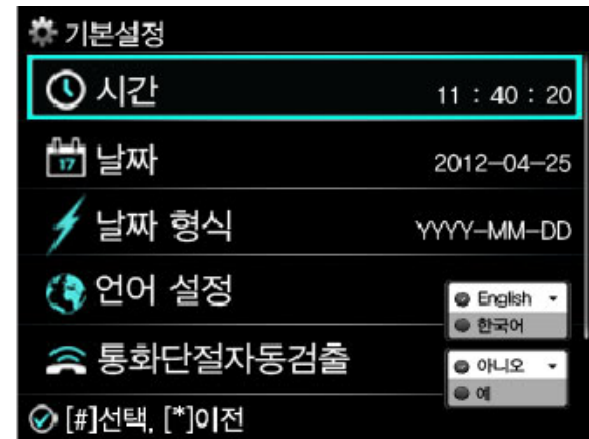 기본설정
시간 11 : 40 : 20
17 날짜 2012-04-25
날짜 형식 YYYY-MM-DD
언어 설정 English
한국어
통화단절자동검출 아니오
예
[#]선택, [*]이전